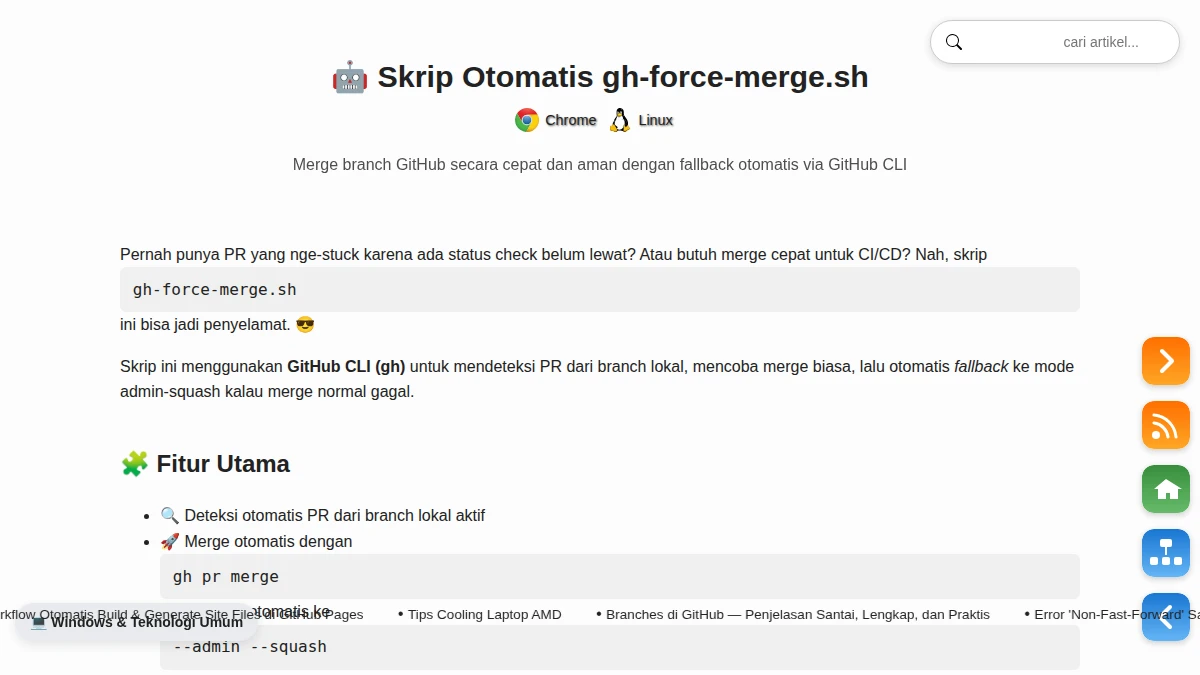 cari artikel...
🤖 Skrip Otomatis gh-force-merge.sh
Chrome Linux
Merge branch GitHub secara cepat dan aman dengan fallback otomatis via GitHub CLI
Pernah punya PR yang nge-stuck karena ada status check belum lewat? Atau butuh merge cepat untuk CI/CD? Nah, skrip
gh-force-merge.sh
ini bisa jadi penyelamat. 😎
Skrip ini menggunakan GitHub CLI (gh) untuk mendeteksi PR dari branch lokal, mencoba merge biasa, lalu otomatis fallback ke mode
admin-squash kalau merge normal gagal.
🧩 Fitur Utama
• 🔍 Deteksi otomatis PR dari branch lokal aktif
• 🚀 Merge otomatis dengan
gh pr merge
otomatis ke
rkflow Otomatis Build & Generate Site Files di GitHub Pages • Tips Cooling Laptop AMD • Branches di GitHub — Penjelasan Santai, Lengkap, dan Praktis • Error 'Non-Fast-Forward' Sa
💻 Windows & Teknologi Umum
--admin --squash